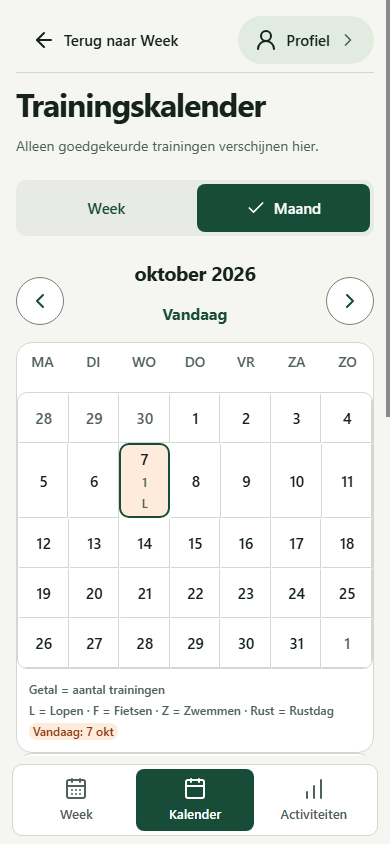 Terug naar Week
Profiel
Trainingskalender
Alleen goedgekeurde trainingen verschijnen hier.
Week
Maand
oktober 2026
Vandaag
MA DI WO DO VR ZA ZO
28 29 30 1 2 3 4
5 6 7 8 9 10 11
1
L
12 13 14 15 16 17 18
19 20 21 22 23 24 25
26 27 28 29 30 31 1
Getal = aantal trainingen
L = Lopen · F = Fietsen · Z = Zwemmen · Rust = Rustdag
Vandaag: 7 okt
Week
Kalender
Activiteiten